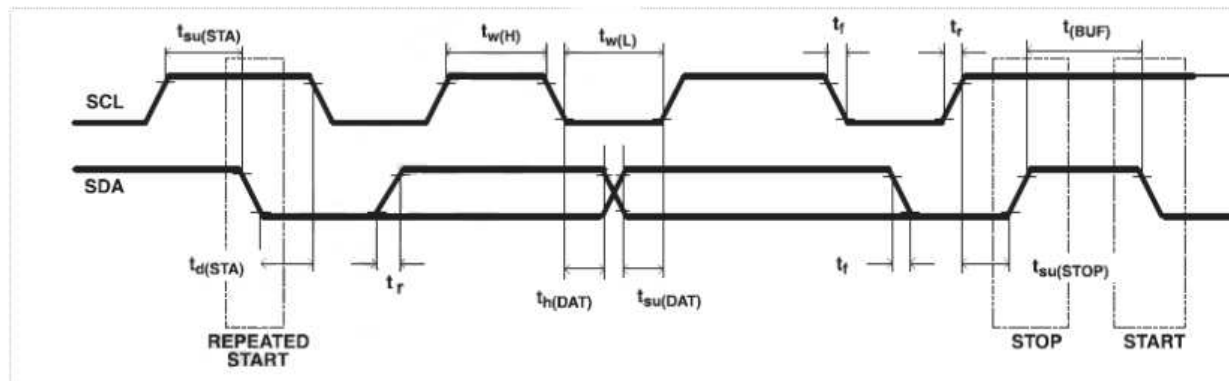 tsu(STA)
tw(H)
tw(L)
tf
tr
t(BUF)
SCL
SDA
td(STA)
tr
th(DAT)
tsu(DAT)
tf
tsu(STOP)
REPEATED
START
STOP
START